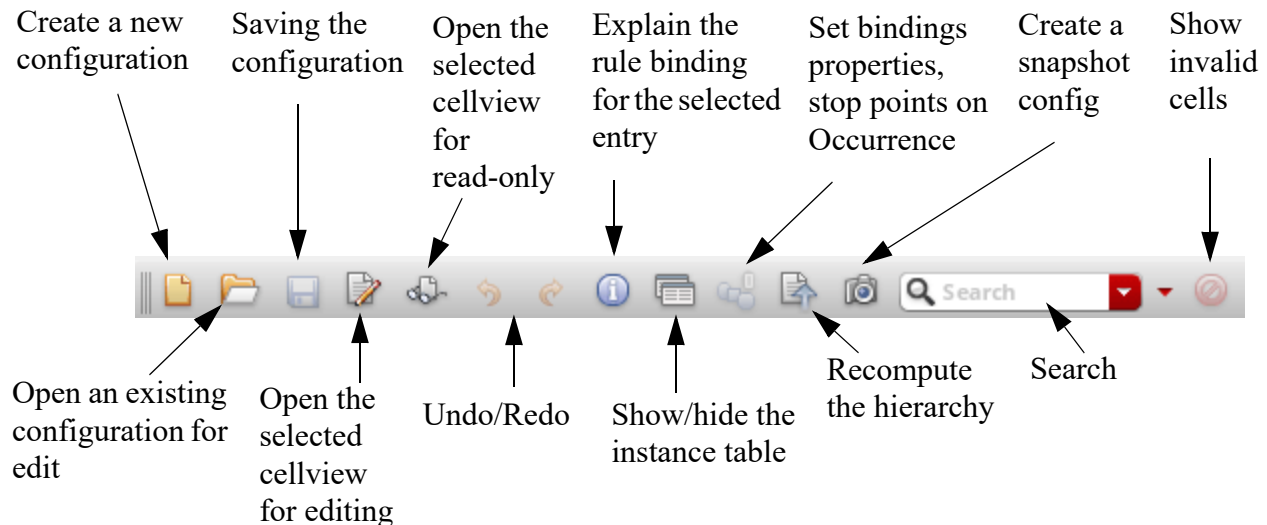 Create a new
configuration
Saving the
configuration
Open the
selected
cellview
for
read-only
Explain the
rule binding
for the selected
entry
Set bindings
properties,
stop points on
Occurrence
Create a
snapshot
config
Show
invalid
cells
Search
Open an existing
configuration for
edit
Open the
selected
cellview
for editing
Undo/Redo
Show/hide the
instance table
Recompute
the hierarchy
Search